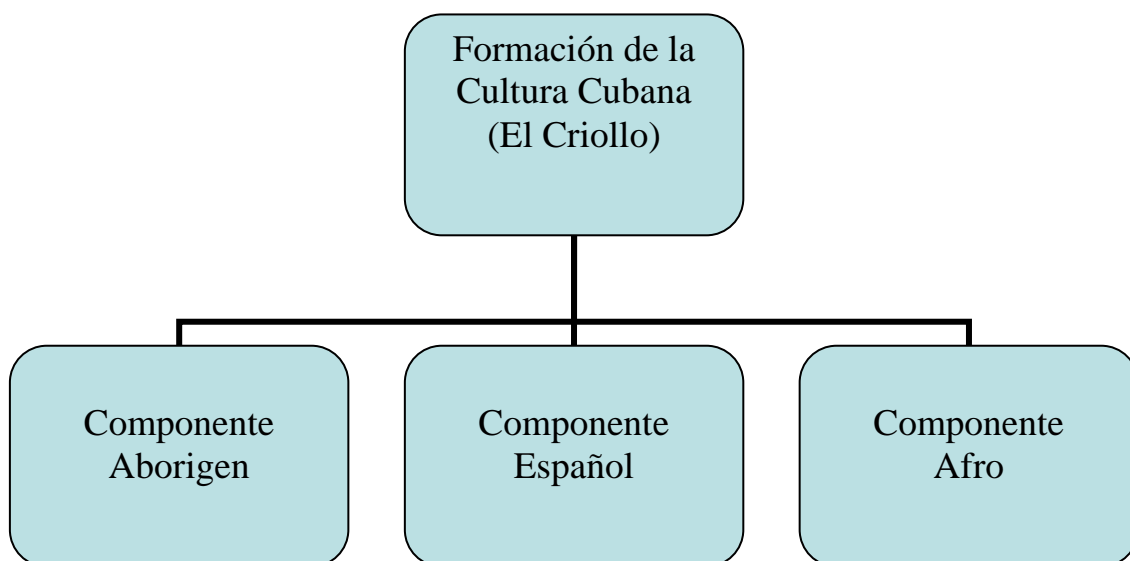 Formación de la
Cultura Cubana
(El Criollo)
Componente
Aborigen
Componente
Español
Componente
Afro